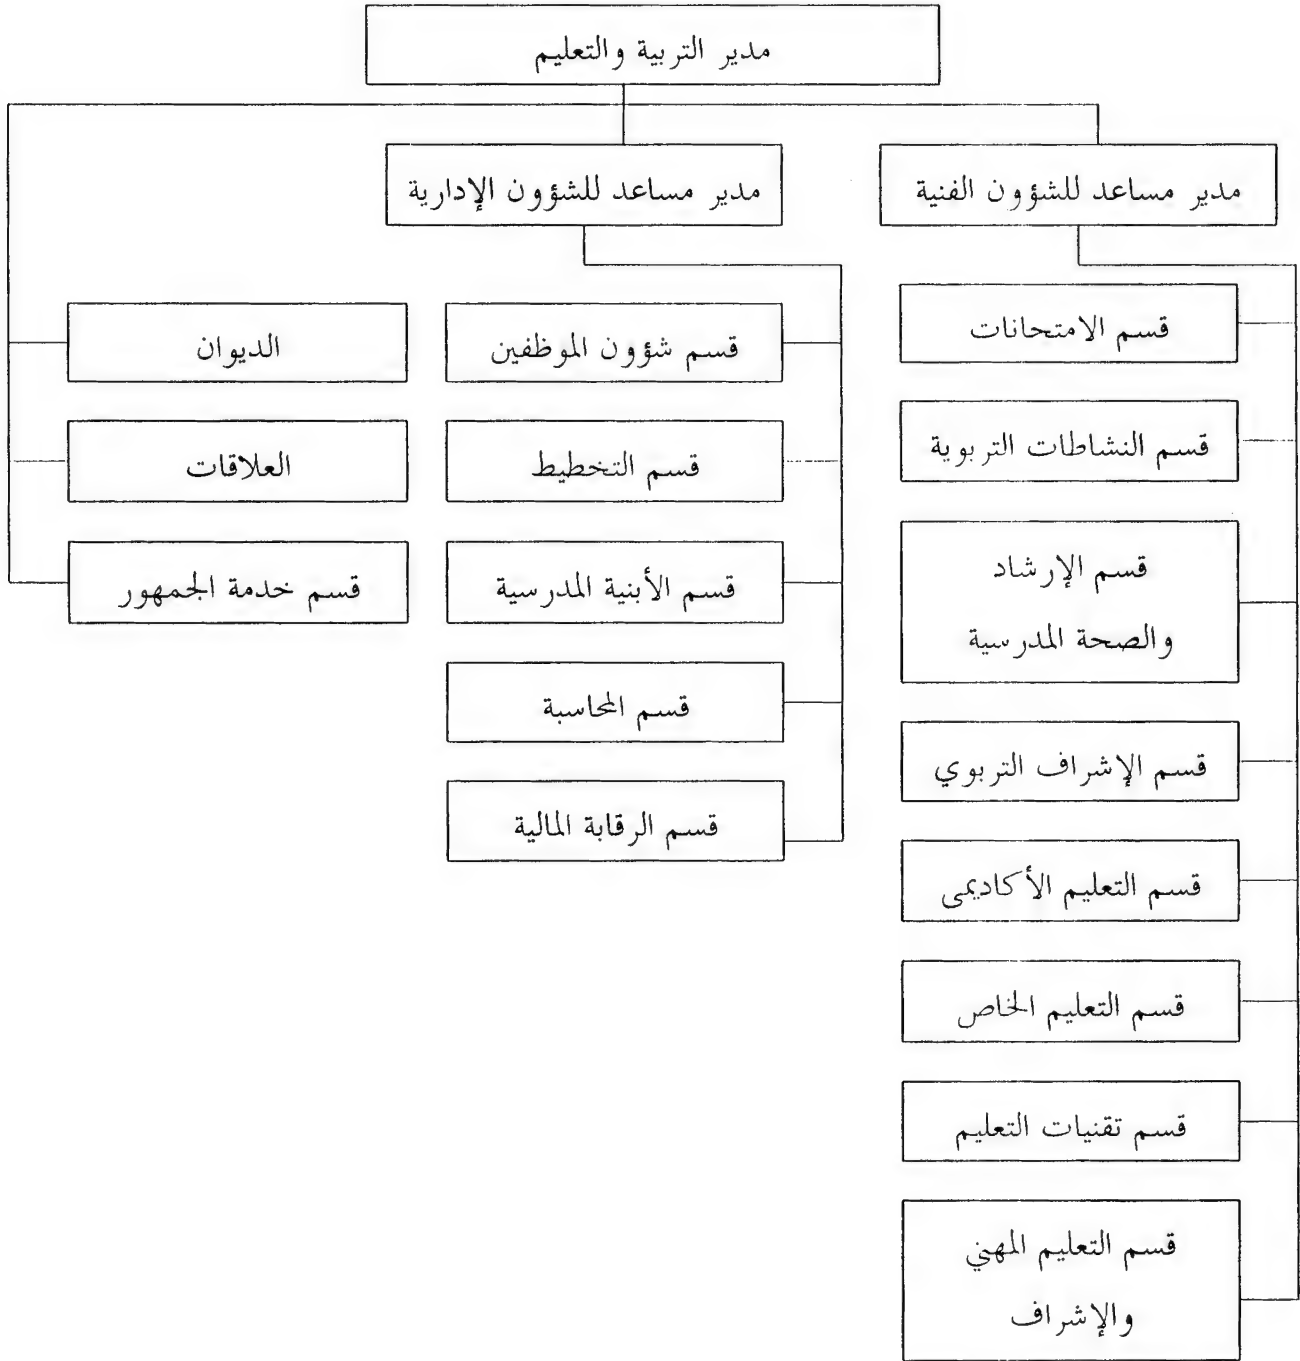 مدير التربية والتعليم
مدير مساعد للشؤون الفنية
مدير مساعد للشؤون الإدارية
قسم الامتحانات
قسم النشاطات التربوية
قسم الإرشاد
والصحة المدرسية
قسم الإشراف التربوي
قسم التعليم الأكاديمى
قسم التعليم الخاص
قسم تقنيات التعليم
قسم التعليم المهني
والإشراف
قسم شؤون الموظفين
قسم التخطيط
قسم الأبنية المدرسية
قسم المحاسبة
قسم الرقابة المالية
الديوان
العلاقات
قسم خدمة الجمهور